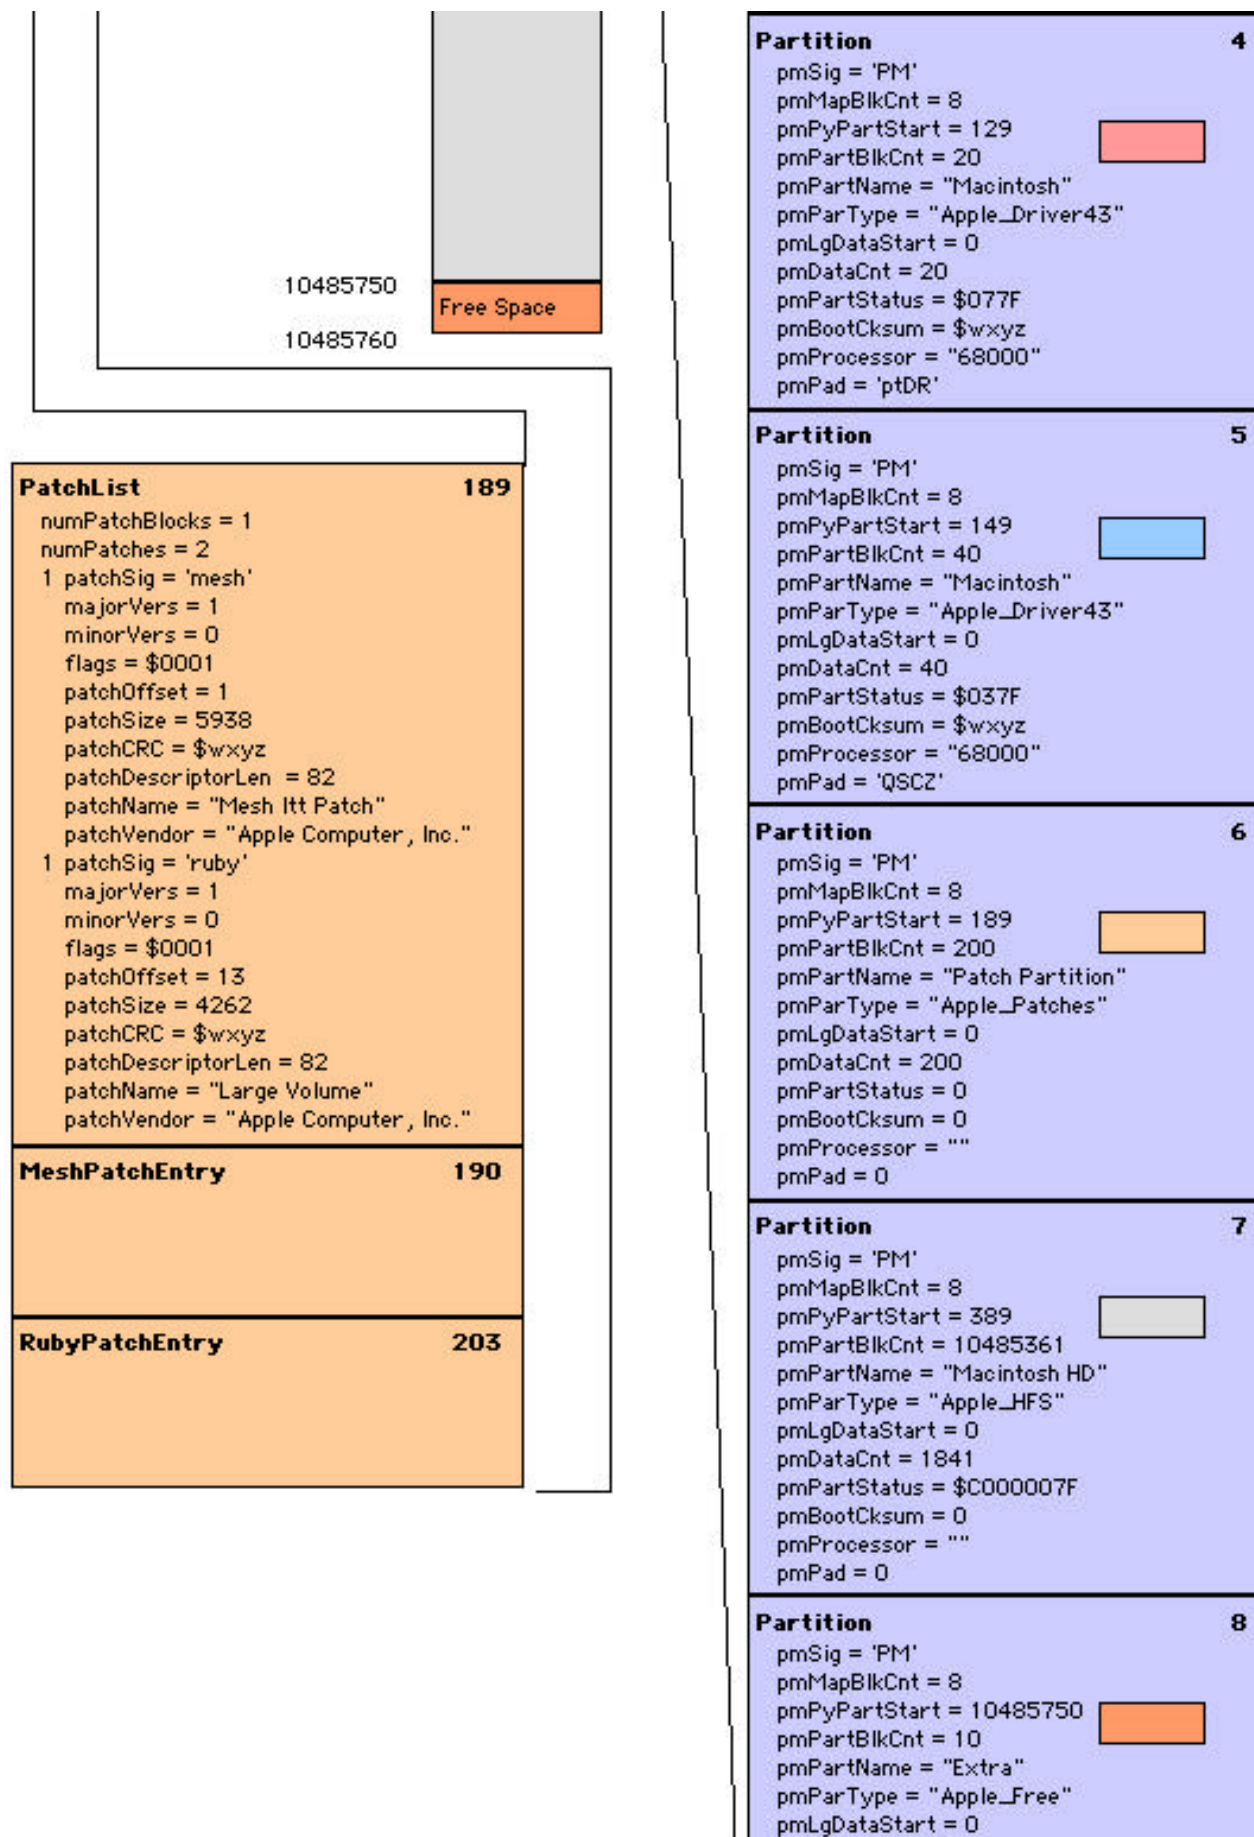 10485750
Free Space
10485760
PatchList 189
numPatchBlocks = 1
numPatches = 2
1 patchSig = 'mesh'
majorVers = 1
minorVers = 0
flags = $0001
patchOffset = 1
patchSize = 5938
patchCRC = $wxyz
patchDescriptorLen = 82
patchName = "Mesh Itt Patch"
patchVendor = "Apple Computer, Inc."
1 patchSig = 'ruby'
majorVers = 1
minorVers = 0
flags = $0001
patchOffset = 13
patchSize = 4262
patchCRC = $wxyz
patchDescriptorLen = 82
patchName = "Large Volume"
patchVendor = "Apple Computer, Inc."
MeshPatchEntry 190
RubyPatchEntry 203
Partition 4
pmSig = 'PM'
pmMapBlkCnt = 8
pmPyPartStart = 129
pmPartBlkCnt = 20
pmPartName = "Macintosh"
pmParType = "Apple_Driver43"
pmLgDataStart = 0
pmDataCnt = 20
pmPartStatus = $077F
pmBootCksum = $wxyz
pmProcessor = "68000"
pmPad = 'ptDR'
Partition 5
pmSig = 'PM'
pmMapBlkCnt = 8
pmPyPartStart = 149
pmPartBlkCnt = 40
pmPartName = "Macintosh"
pmParType = "Apple_Driver43"
pmLgDataStart = 0
pmDataCnt = 40
pmPartStatus = $037F
pmBootCksum = $wxyz
pmProcessor = "68000"
pmPad = 'QSCZ'
Partition 6
pmSig = 'PM'
pmMapBlkCnt = 8
pmPyPartStart = 189
pmPartBlkCnt = 200
pmPartName = "Patch Partition"
pmParType = "Apple_Patches"
pmLgDataStart = 0
pmDataCnt = 200
pmPartStatus = 0
pmBootCksum = 0
pmProcessor = ""
pmPad = 0
Partition 7
pmSig = 'PM'
pmMapBlkCnt = 8
pmPyPartStart = 389
pmPartBlkCnt = 10485361
pmPartName = "Macintosh HD"
pmParType = "Apple_HFS"
pmLgDataStart = 0
pmDataCnt = 1841
pmPartStatus = $C000007F
pmBootCksum = 0
pmProcessor = ""
pmPad = 0
Partition 8
pmSig = 'PM'
pmMapBlkCnt = 8
pmPyPartStart = 10485750
pmPartBlkCnt = 10
pmPartName = "Extra"
pmParType = "Apple_Free"
pmLgDataStart = 0